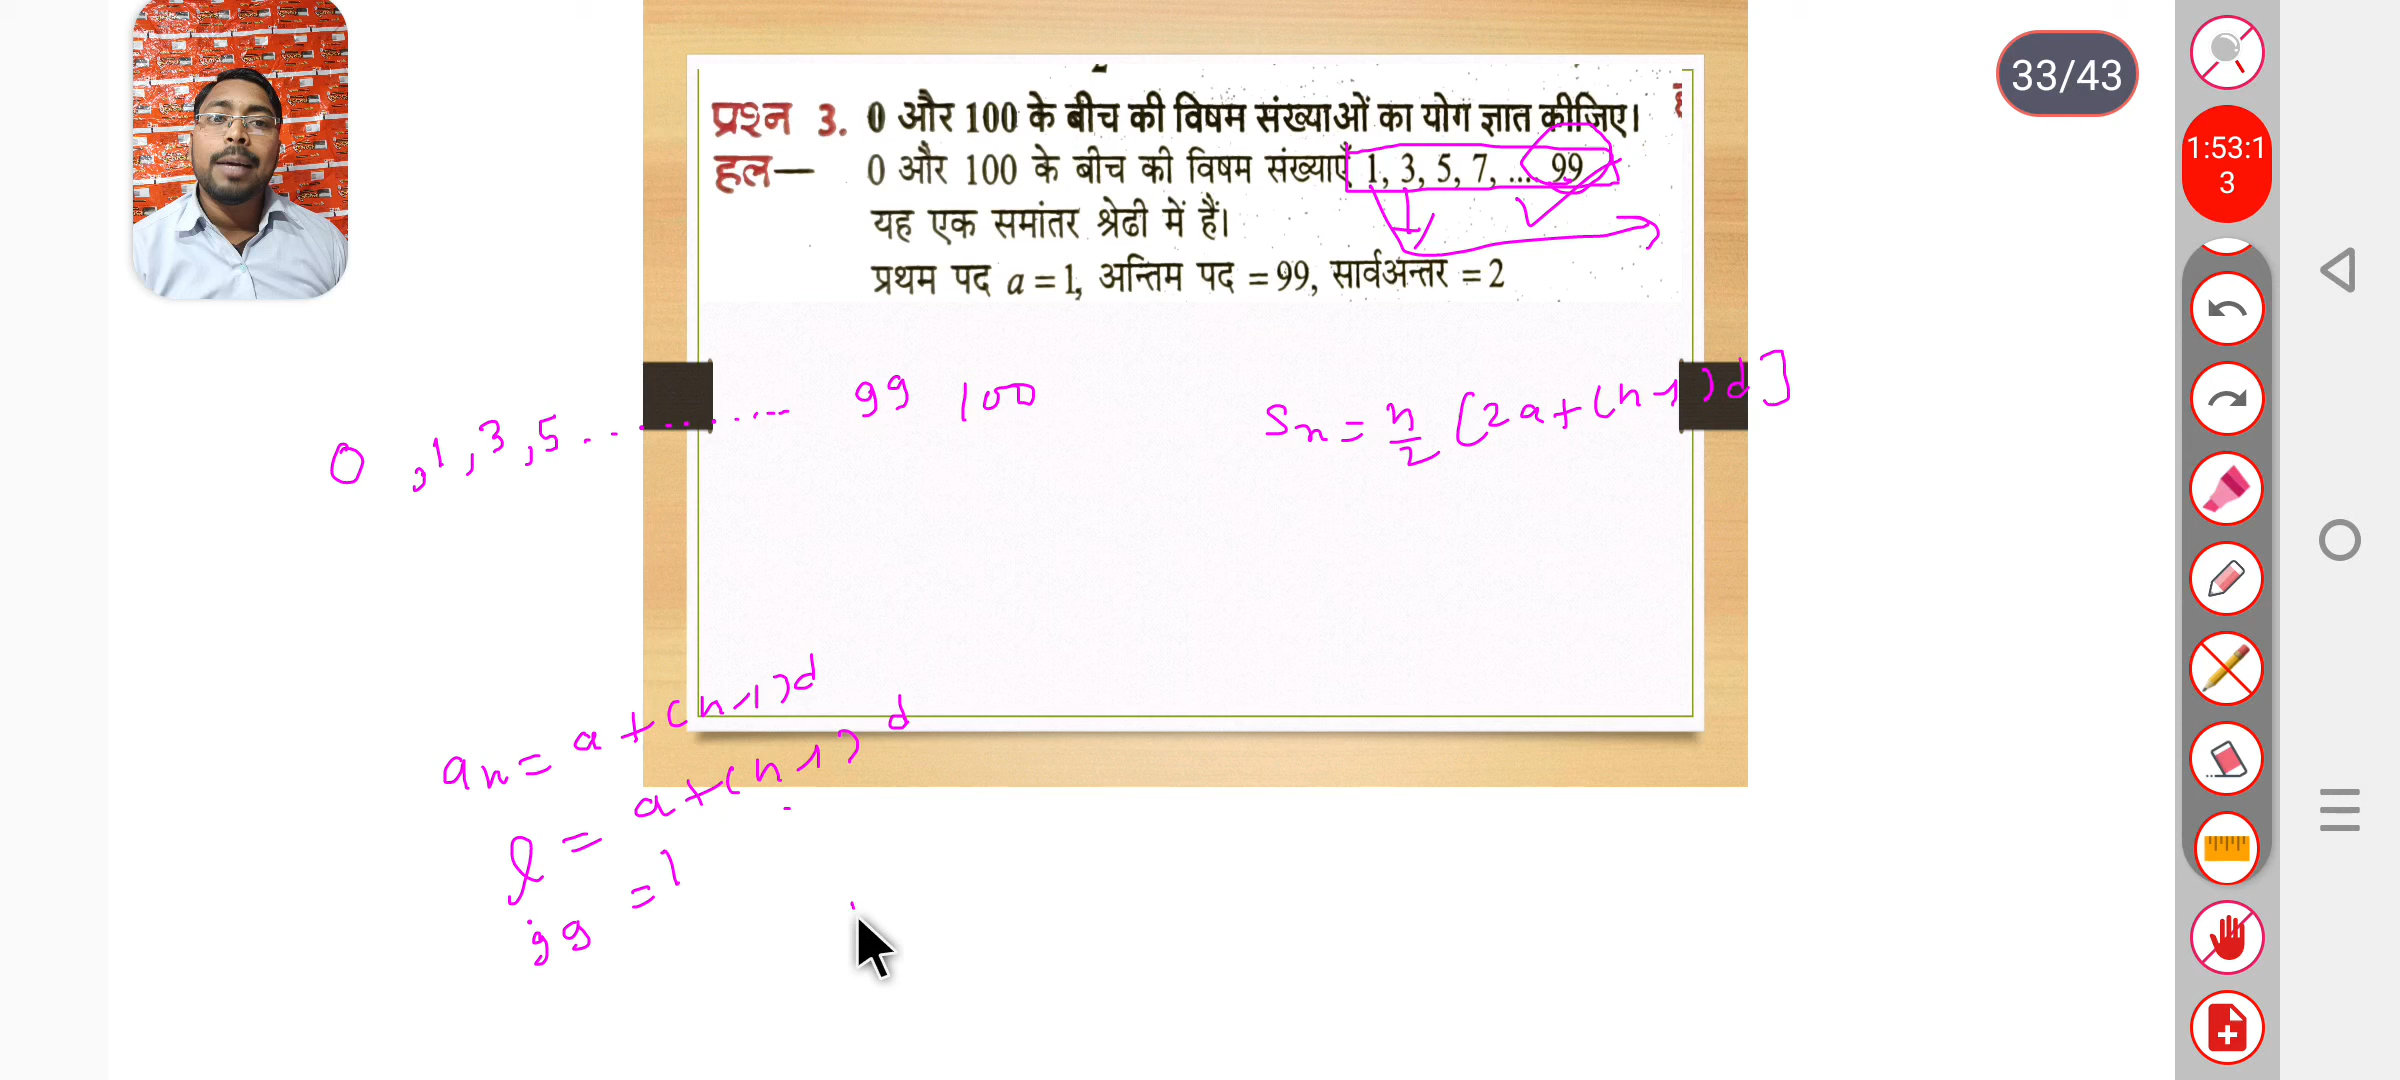 33/43
1:53:1
3
प्रश्न 3. 0 और 100 के बीच की विषम संख्याओं का योग ज्ञात कीजिए।
हल— 0 और 100 के बीच की विषम संख्याएँ 1, 3, 5, 7, .... 99
यह एक समांतर श्रेढी में हैं।
प्रथम पद a = 1, अन्तिम पद = 99, सार्वअन्तर = 2
0 , 1 , 3 , 5 . . . . . . . . . . . 99 100
Sn = n/2 [2a + (n-1)d]
an = a + (n-1)d
l = a + (n-1)d
99 = 1